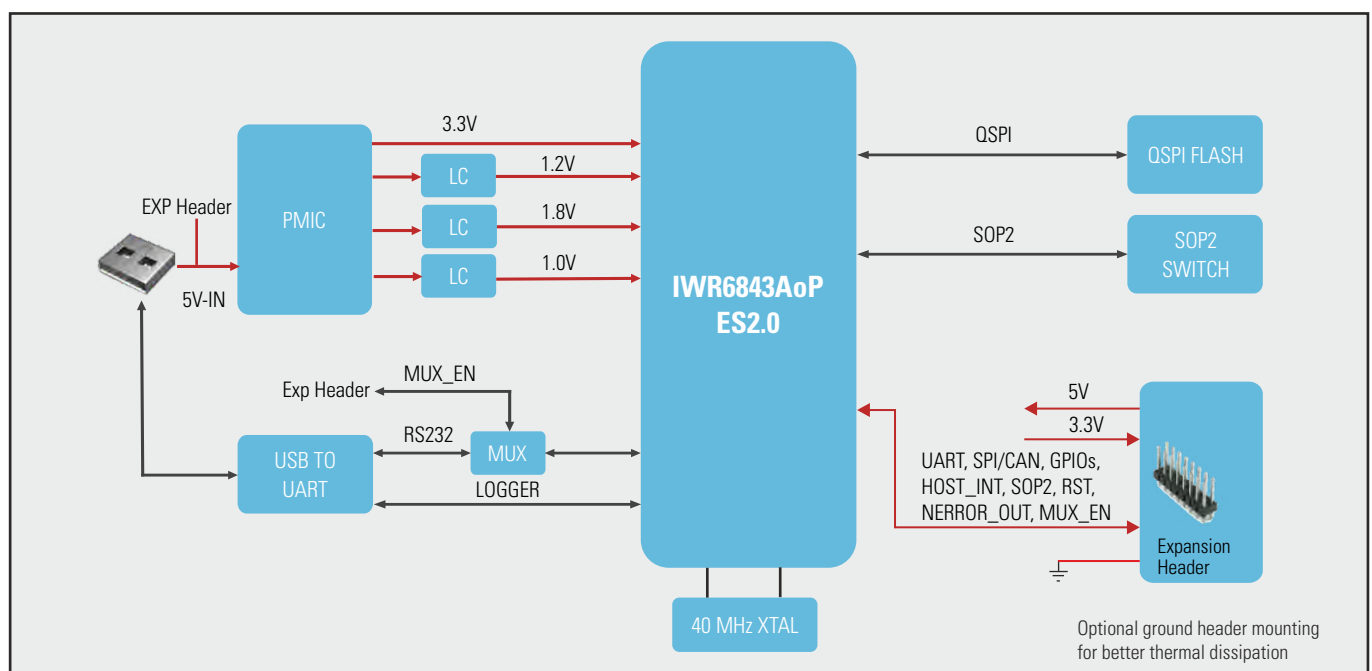 3.3V
1.2V
LC
1.8V
LC
1.0V
LC
EXP Header
PMIC
5V-IN
IWR6843AoP
ES2.0
QSPI
QSPI FLASH
SOP2
SOP2
SWITCH
Exp Header
MUX_EN
RS232
MUX
USB TO
UART
LOGGER
5V
3.3V
UART, SPI/CAN, GPIOs,
HOST_INT, SOP2, RST,
NERROR_OUT, MUX_EN
Expansion
Header
40 MHz XTAL
Optional ground header mounting
for better thermal dissipation